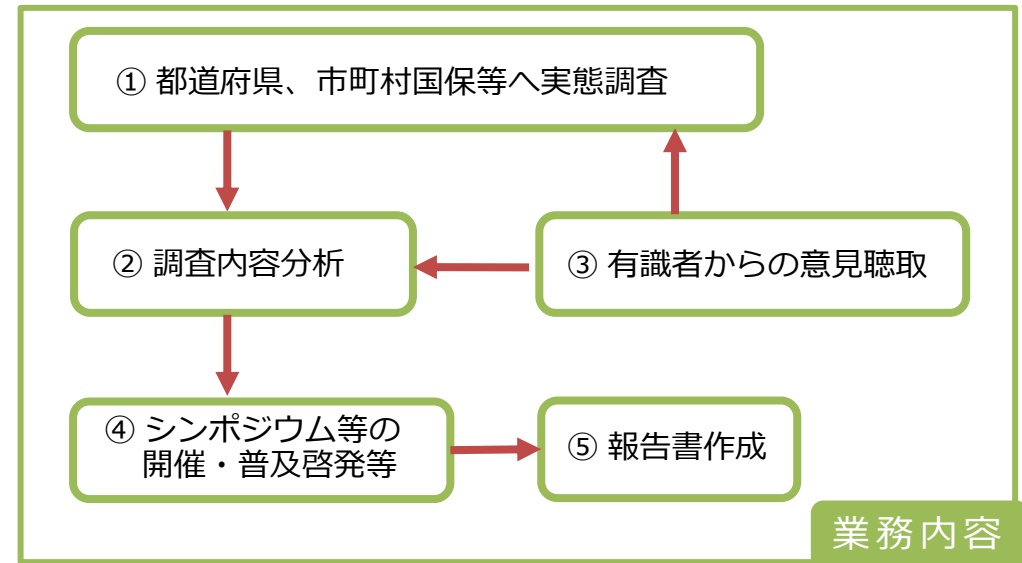 ① 都道府県、市町村国保等へ実態調査
② 調査内容分析
③ 有識者からの意見聴取
④ シンポジウム等の
開催・普及啓発等
⑤ 報告書作成
業務内容